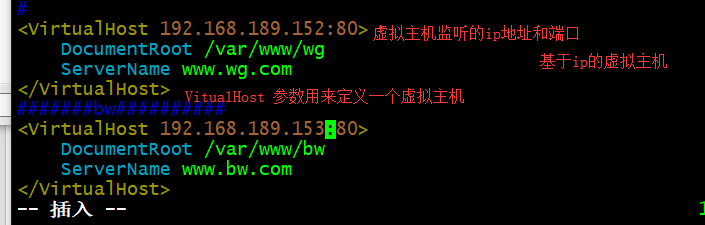 #
<VirtualHost 192.168.189.152:80>虚拟主机监听的ip地址和端口
    DocumentRoot /var/www/wg
基于ip的虚拟主机
    ServerName www.wg.com
</VirtualHost>
VitualHost 参数用来定义一个虚拟主机
#######bw##########
<VirtualHost 192.168.189.153:80>
    DocumentRoot /var/www/bw
    ServerName www.bw.com
</VirtualHost>
-- 插入 --
1